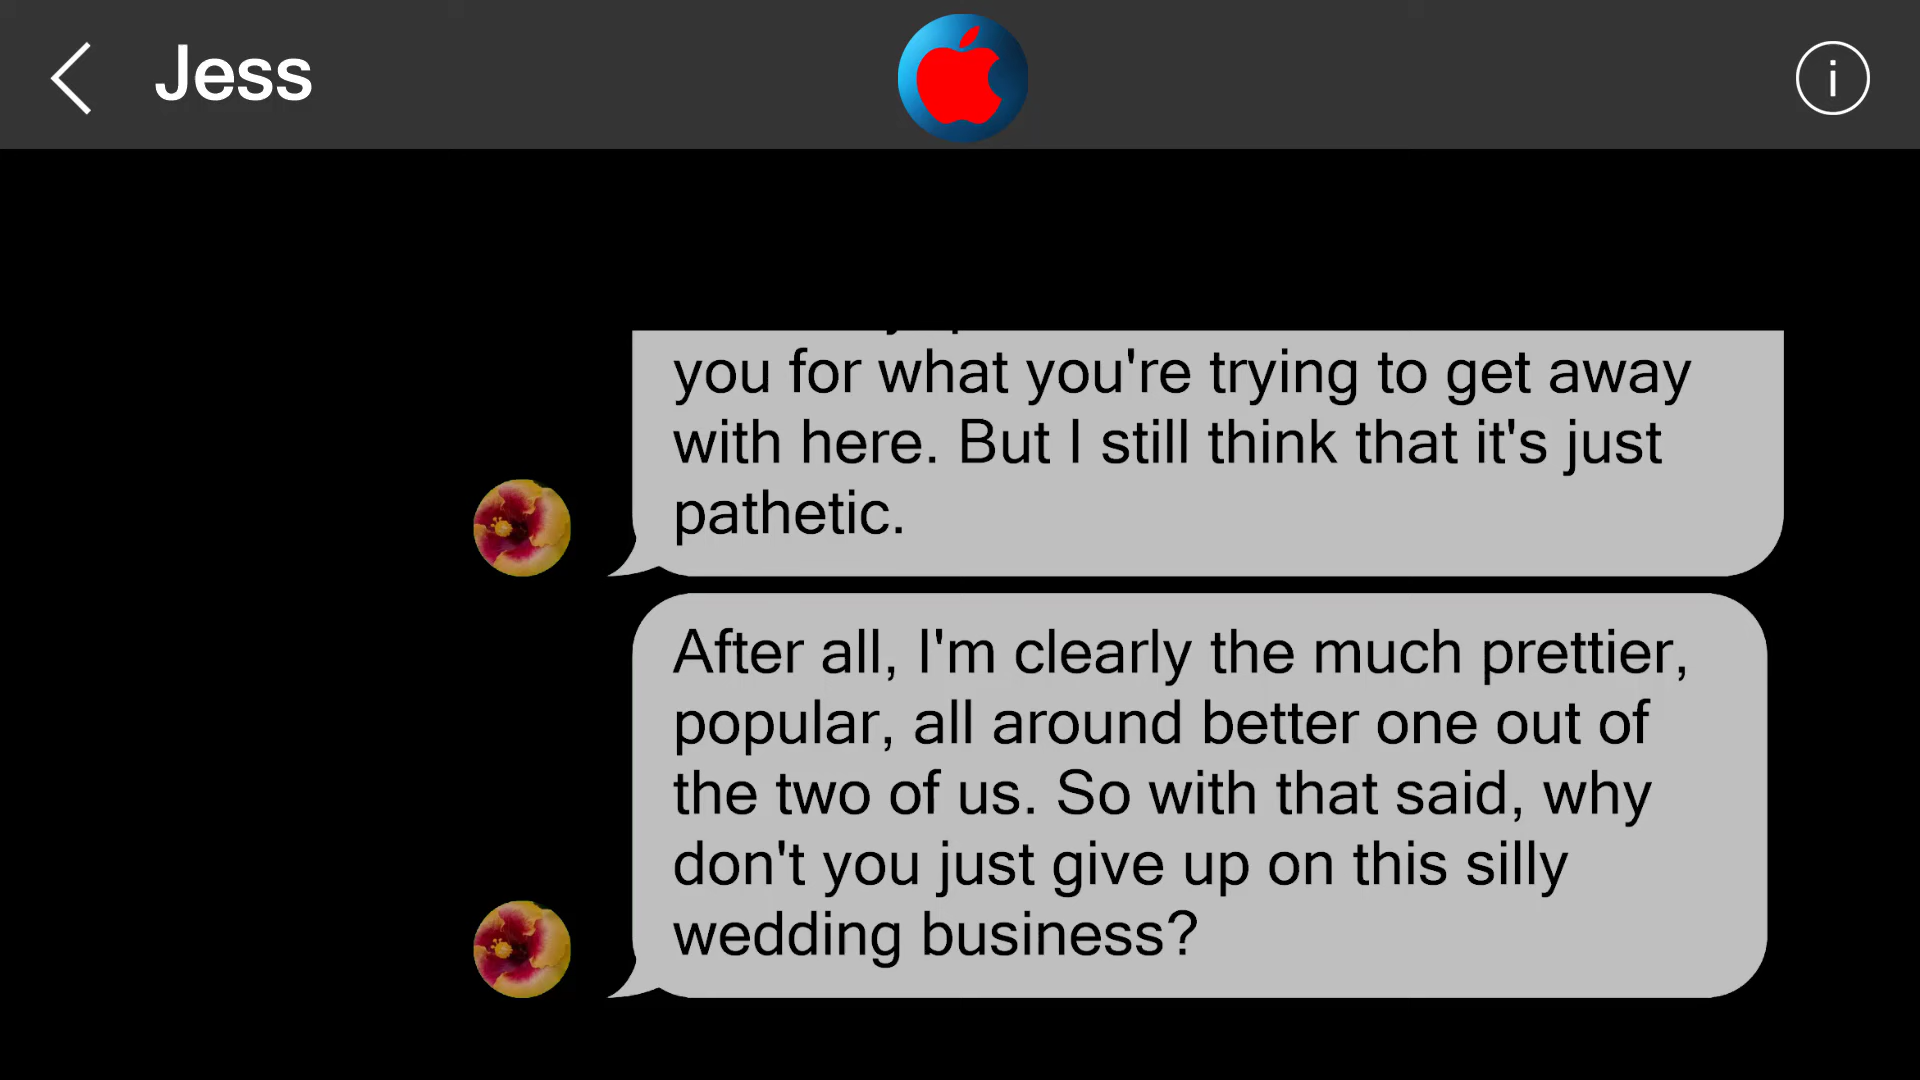 Jess
i
you for what you're trying to get away
with here. But I still think that it's just
pathetic.
After all, I'm clearly the much prettier,
popular, all around better one out of
the two of us. So with that said, why
don't you just give up on this silly
wedding business?